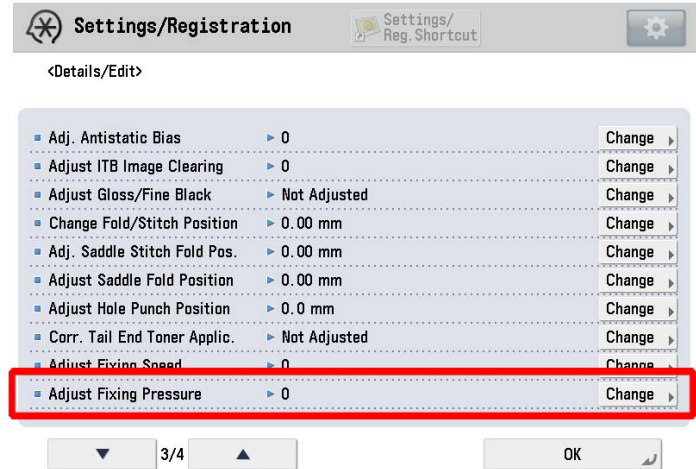 Settings/Registration
Settings/
Reg.Shortcut
<Details/Edit>
Adj. Antistatic Bias 0 Change
Adjust ITB Image Clearing 0 Change
Adjust Gloss/Fine Black Not Adjusted Change
Change Fold/Stitch Position 0.00 mm Change
Adj. Saddle Stitch Fold Pos. 0.00 mm Change
Adjust Saddle Fold Position 0.00 mm Change
Adjust Hole Punch Position 0.0 mm Change
Corr. Tail End Toner Applic. Not Adjusted Change
Adjust Fixing Speed 0 Change
Adjust Fixing Pressure 0 Change
3/4 OK